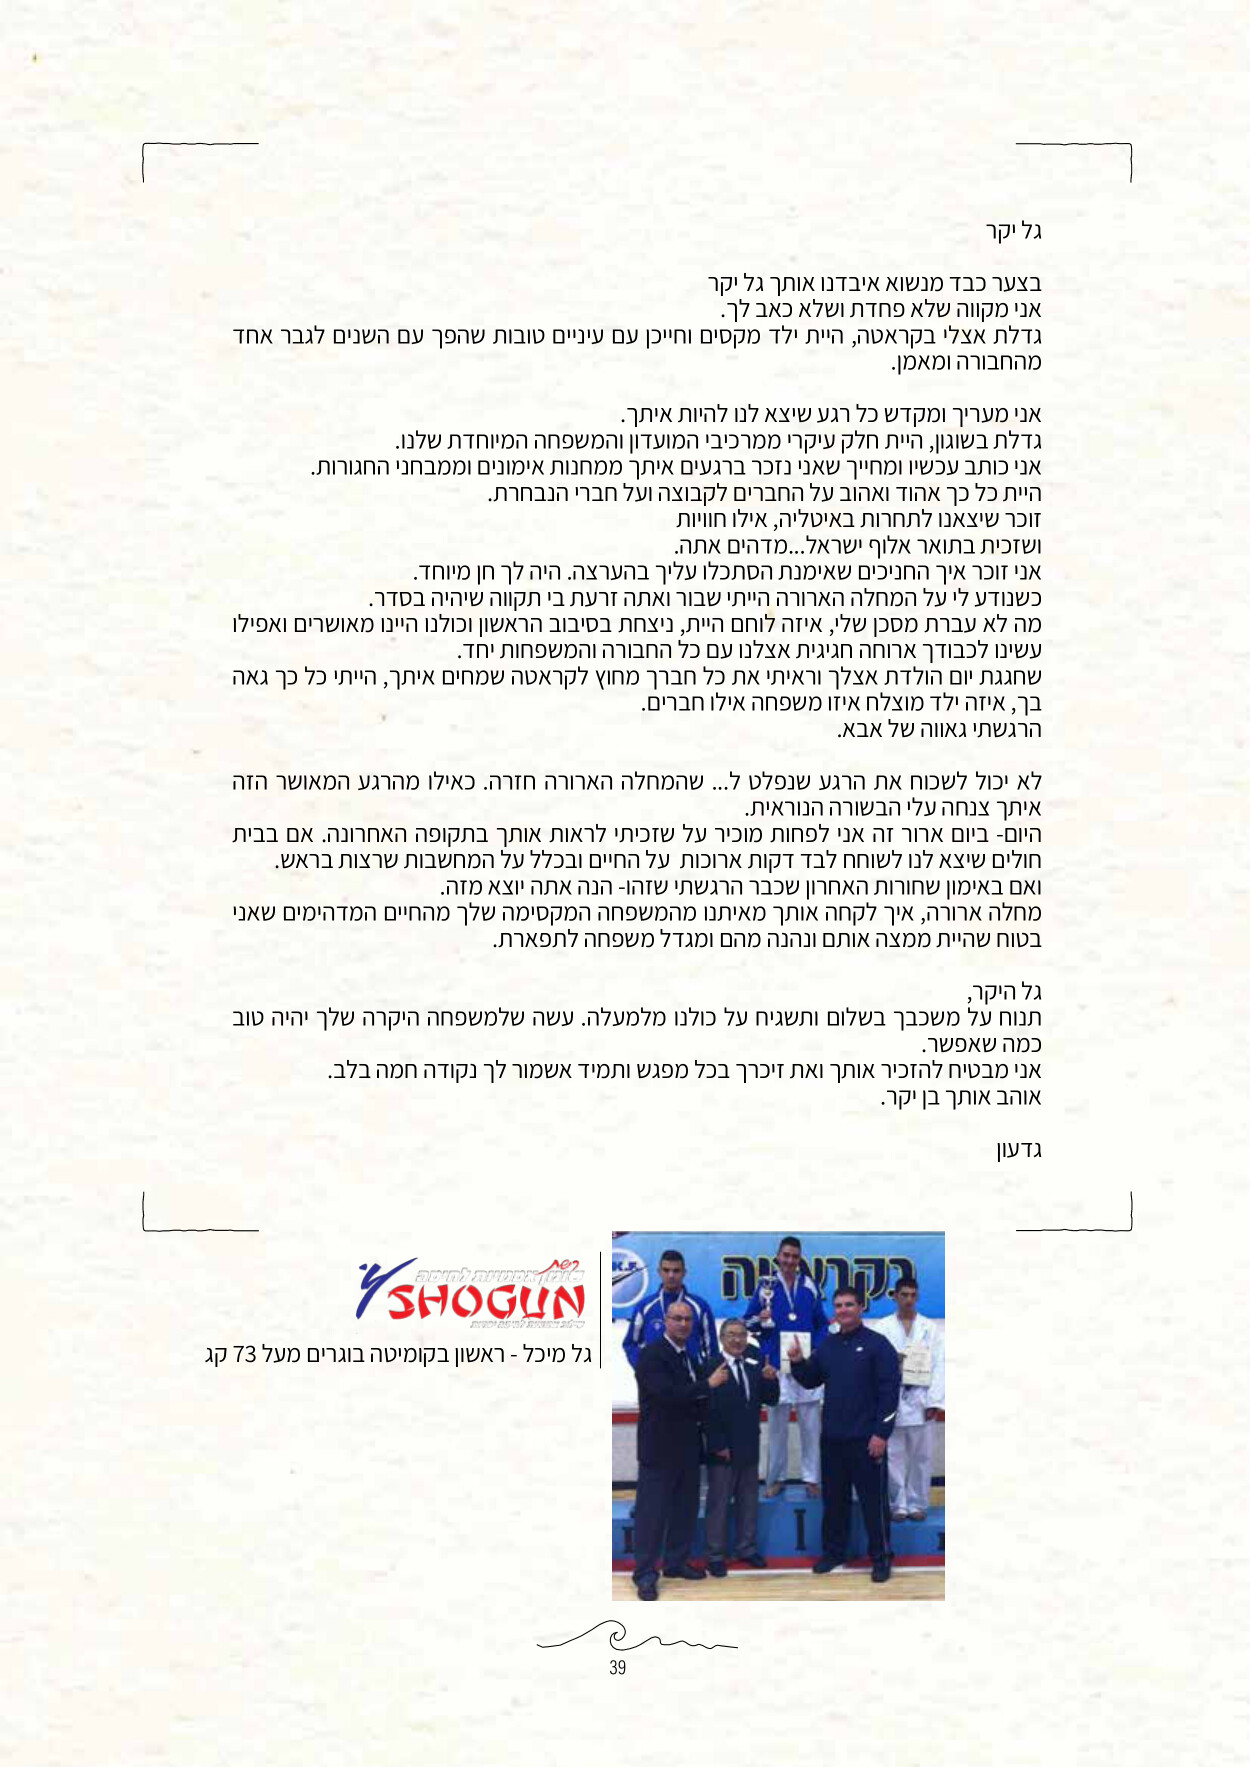 גל יקר
בצער כבד מנשוא איבדנו אותך גל יקר
אני מקווה שלא פחדת ושלא כאב לך.
גדלת אצלי בקראטה, היית ילד מקסים וחייכן עם עיניים טובות שהפך עם השנים לגבר אחד
מהחבורה ומאמן.
אני מעריך ומקדש כל רגע שיצא לנו להיות איתך.
גדלת בשוגון, היית חלק עיקרי ממרכיבי המועדון והמשפחה המיוחדת שלנו.
אני כותב עכשיו ומחייך שאני נזכר ברגעים איתך ממחנות אימונים וממבחני החגורות.
היית כל כך אהוד ואהוב על החברים לקבוצה ועל חברי הנבחרת.
זוכר שיצאנו לתחרות באיטליה, אילו חוויות
ושזכית בתואר אלוף ישראל...מדהים אתה.
אני זוכר איך החניכים שאימנת הסתכלו עליך בהערצה. היה לך חן מיוחד.
כשנודע לי על המחלה הארורה הייתי שבור ואתה זרעת בי תקווה שיהיה בסדר.
מה לא עברת מסכן שלי, איזה לוחם היית, ניצחת בסיבוב הראשון וכולנו היינו מאושרים ואפילו
עשינו לכבודך ארוחה חגיגית אצלנו עם כל החבורה והמשפחות יחד.
שחגגת יום הולדת אצלך וראיתי את כל חברך מחוץ לקראטה שמחים איתך, הייתי כל כך גאה
בך, איזה ילד מוצלח איזו משפחה אילו חברים.
הרגשתי גאווה של אבא.
לא יכול לשכוח את הרגע שנפלט ל... שהמחלה הארורה חזרה. כאילו מהרגע המאושר הזה
איתך צנחה עלי הבשורה הנוראית.
היום- ביום ארור זה אני לפחות מוכיר על שזכיתי לראות אותך בתקופה האחרונה. אם בבית
חולים שיצא לנו לשוחח לבד דקות ארוכות  על החיים ובכלל על המחשבות שרצות בראש.
ואם באימון שחורות האחרון שכבר הרגשתי שזהו- הנה אתה יוצא מזה.
מחלה ארורה, איך לקחה אותך מאיתנו מהמשפחה המקסימה שלך מהחיים המדהימים שאני
בטוח שהיית ממצה אותם ונהנה מהם ומגדל משפחה לתפארת.
גל היקר,
תנוח על משכבך בשלום ותשגיח על כולנו מלמעלה. עשה שלמשפחה היקרה שלך יהיה טוב
כמה שאפשר.
אני מבטיח להזכיר אותך ואת זיכרך בכל מפגש ותמיד אשמור לך נקודה חמה בלב.
אוהב אותך בן יקר.
גדעון
רשת
שוגון אמנויות לחימה
SHOGUN
גל מיכל - ראשון בקומיטה בוגרים מעל 73 קג
K.F.
בקראטה
I
39